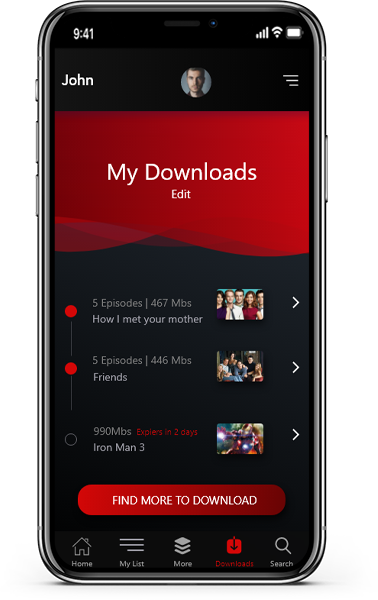 9:41
John
My Downloads
Edit
5 Episodes | 467 Mbs
How I met your mother
5 Episodes | 446 Mbs
Friends
990Mbs Expiers in 2 days
Iron Man 3
FIND MORE TO DOWNLOAD
Home My List More Downloads Search